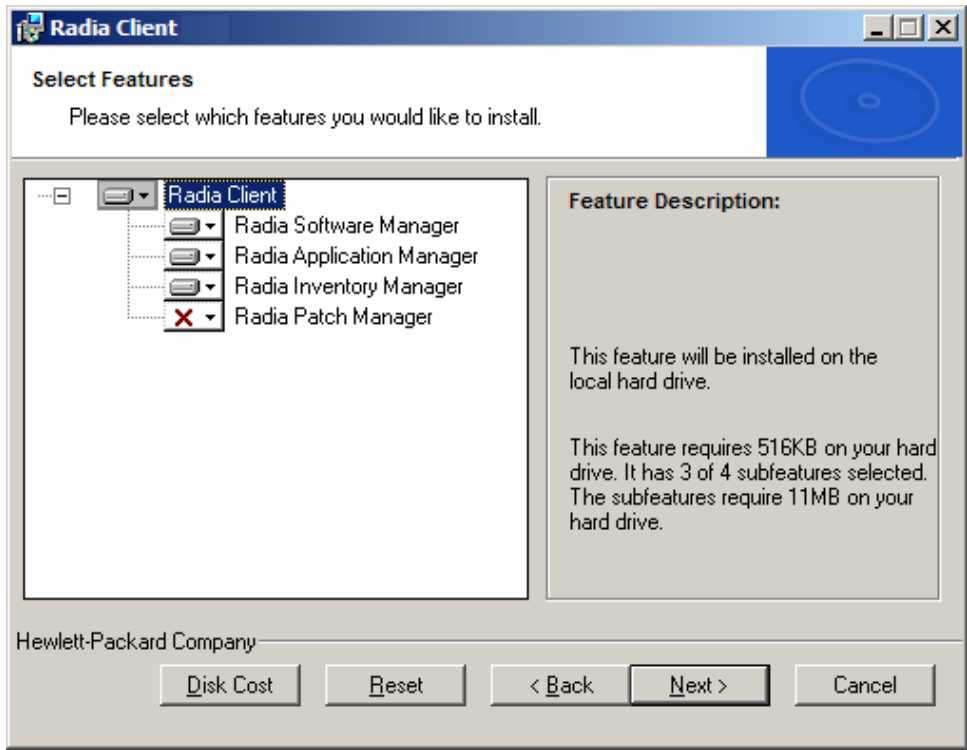 Radia Client
Select Features
Please select which features you would like to install.
Radia Client
Radia Software Manager
Radia Application Manager
Radia Inventory Manager
Radia Patch Manager
Feature Description:
This feature will be installed on the
local hard drive.
This feature requires 516KB on your hard
drive. It has 3 of 4 subfeatures selected.
The subfeatures require 11MB on your
hard drive.
Hewlett-Packard Company
Disk Cost
Reset
< Back
Next >
Cancel